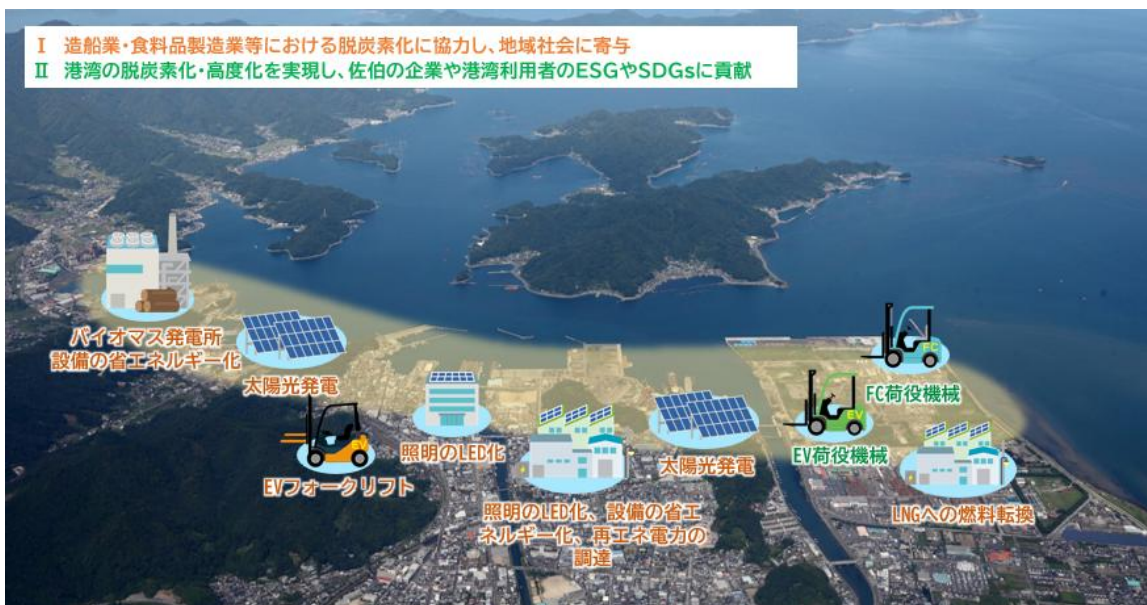 Ⅰ 造船業・食料品製造業等における脱炭素化に協力し、地域社会に寄与
Ⅱ 港湾の脱炭素化・高度化を実現し、佐伯の企業や港湾利用者のESGやSDGsに貢献
バイオマス発電所
設備の省エネルギー化
太陽光発電
EV
EVフォークリフト
照明のLED化
照明のLED化、設備の省エ
ネルギー化、再エネ電力の
調達
太陽光発電
EV
EV荷役機械
FC
FC荷役機械
LNGへの燃料転換